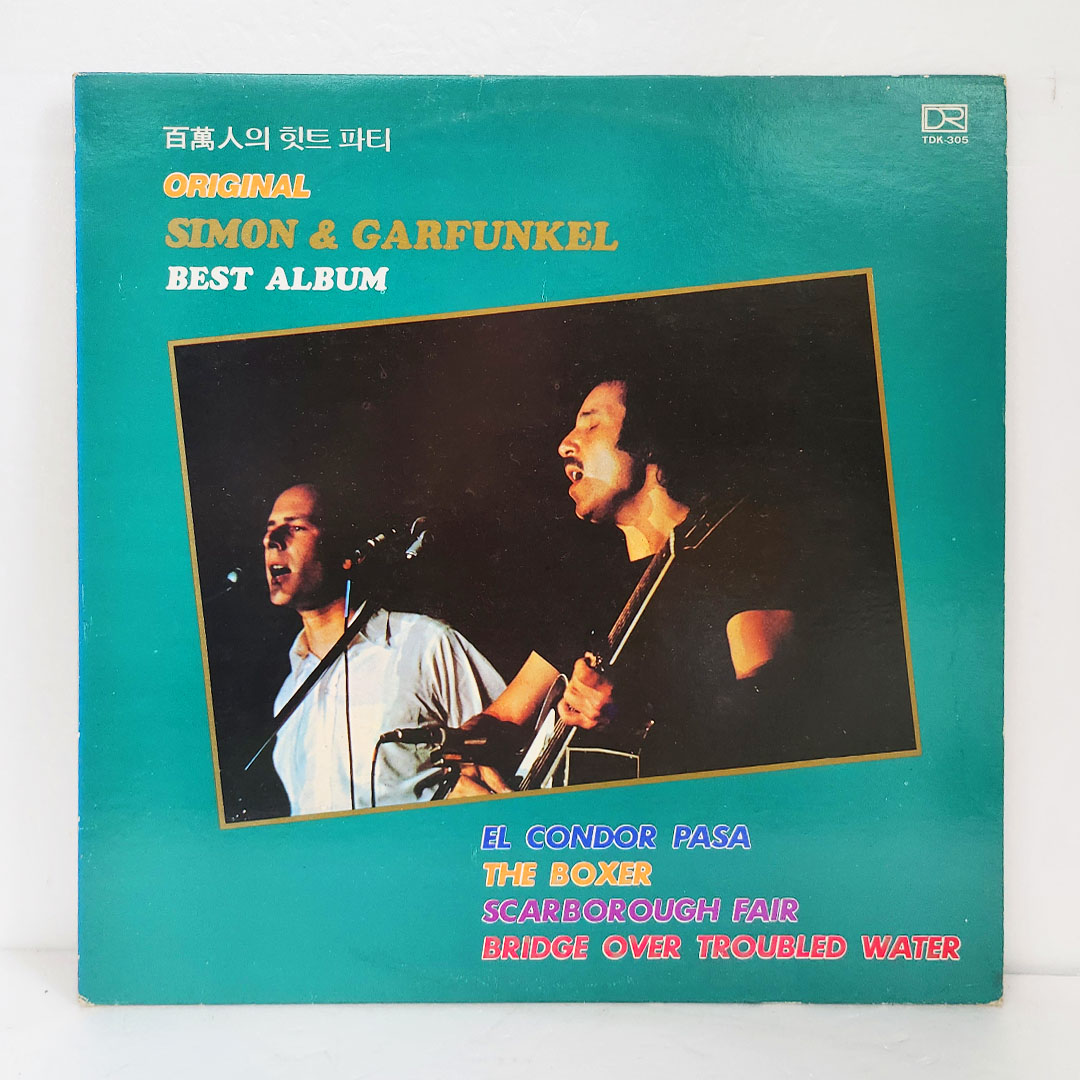 百萬人의 힛트 파티
DR
TDK-305
ORIGINAL
SIMON & GARFUNKEL
BEST ALBUM
EL CONDOR PASA
THE BOXER
SCARBOROUGH FAIR
BRIDGE OVER TROUBLED WATER